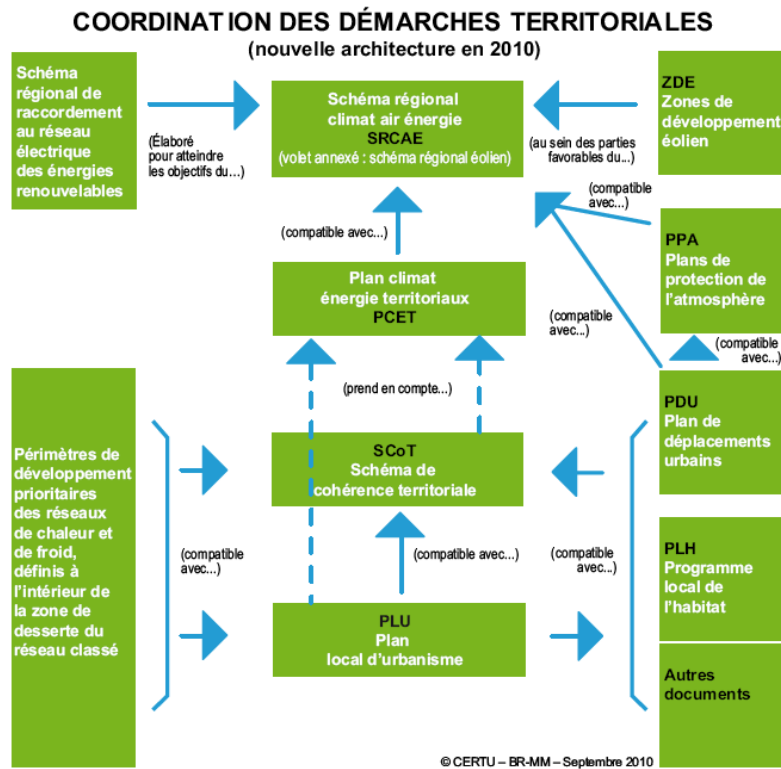 COORDINATION DES DÉMARCHES TERRITORIALES
(nouvelle architecture en 2010)
Schéma
régional de
raccordement
au réseau
électrique
des énergies
renouvelables
(Élaboré
pour atteindre
les objectifs du...)
Schéma régional
climat air énergie
SRCAE
(volet annexé : schéma régional éolien)
(au sein des parties
favorables du...)
ZDE
Zones de
développement
éolien
(compatible avec...)
(compatible
avec...)
PPA
Plans de
protection de
l'atmosphère
Plan climat
énergie territoriaux
PCET
(compatible
avec...)
(compatible
avec...)
(prend en compte...)
PDU
Plan de
déplacements
urbains
Périmètres de
développement
prioritaires
des réseaux
de chaleur et
de froid,
définis à
l'intérieur de
la zone de
desserte du
réseau classé
SCoT
Schéma de
cohérence territoriale
(compatible
avec...)
(compatible avec...)
(compatible
avec...)
PLH
Programme
local de
l'habitat
PLU
Plan
local d'urbanisme
Autres
documents
© CERTU – BR-MM – Septembre 2010